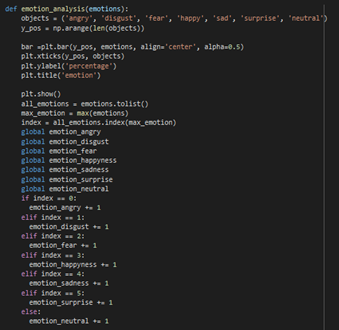 def emotion_analysis(emotions):
objects = ('angry', 'disgust', 'fear', 'happy', 'sad', 'surprise', 'neutral')
y_pos = np.arange(len(objects))
bar =plt.bar(y_pos, emotions, align='center', alpha=0.5)
plt.xticks(y_pos, objects)
plt.ylabel('percentage')
plt.title('emotion')
plt.show()
all_emotions = emotions.tolist()
max_emotion = max(emotions)
index = all_emotions.index(max_emotion)
global emotion_angry
global emotion_disgust
global emotion_fear
global emotion_happyness
global emotion_sadness
global emotion_surprise
global emotion_neutral
if index == 0:
emotion_angry += 1
elif index == 1:
emotion_disgust += 1
elif index == 2:
emotion_fear += 1
elif index == 3:
emotion_happyness += 1
elif index == 4:
emotion_sadness += 1
elif index == 5:
emotion_surprise += 1
else:
emotion_neutral += 1